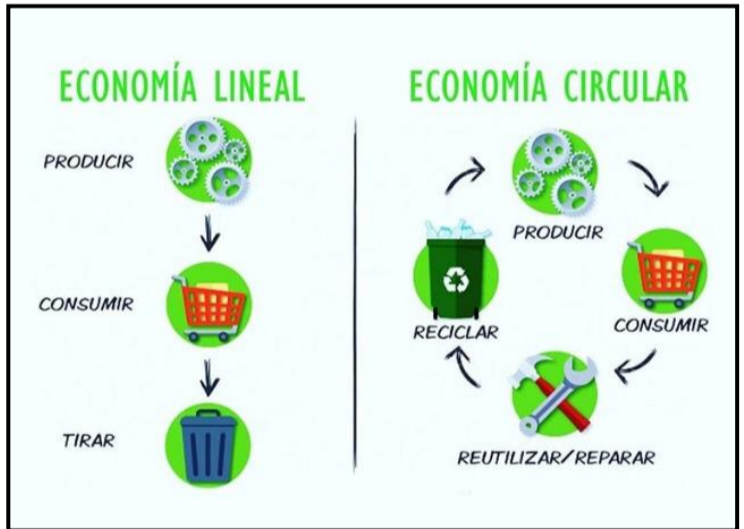 ECONOMÍA LINEAL
PRODUCIR
CONSUMIR
TIRAR
ECONOMÍA CIRCULAR
PRODUCIR
CONSUMIR
REUTILIZAR/REPARAR
RECICLAR